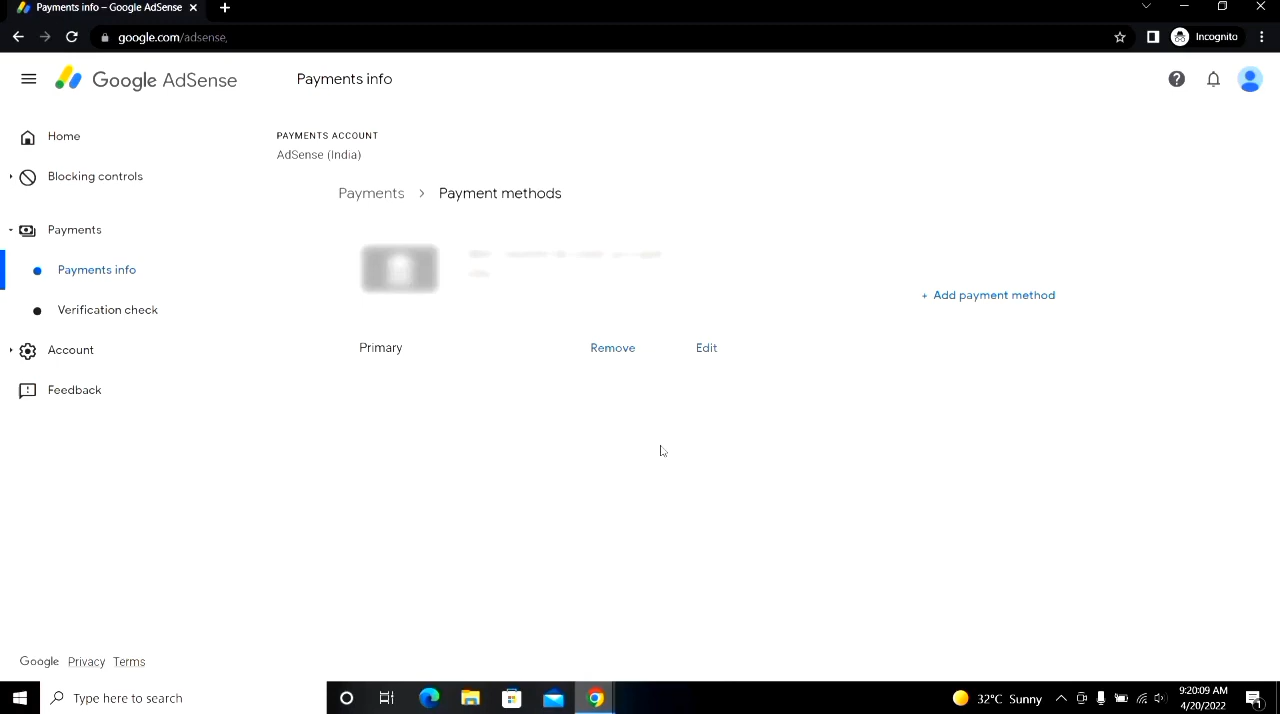 Payments info – Google AdSense
google.com/adsense,
Incognito
Google AdSense
Payments info
Home
Blocking controls
Payments
Payments info
Verification check
Account
Feedback
PAYMENTS ACCOUNT
AdSense (India)
Payments > Payment methods
+ Add payment method
Primary
Remove
Edit
Google Privacy Terms
Type here to search
32°C Sunny
9:20:09 AM
4/20/2022
1